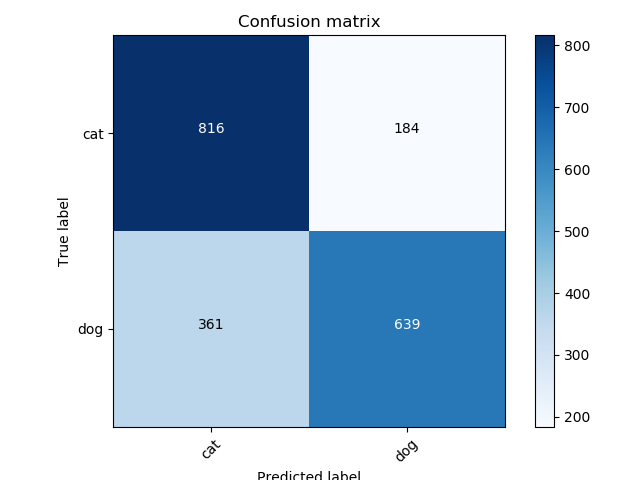 Confusion matrix
True label
cat
816
184
dog
361
639
cat
dog
Predicted label
800
700
600
500
400
300
200